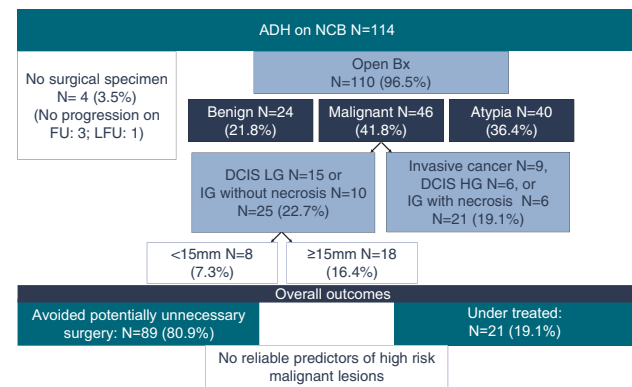 ADH on NCB N=114
No surgical specimen
N= 4 (3.5%)
(No progression on
FU: 3; LFU: 1)
Open Bx
N=110 (96.5%)
Benign N=24
(21.8%)
Malignant N=46
(41.8%)
Atypia N=40
(36.4%)
DCIS LG N=15 or
IG without necrosis N=10
N=25 (22.7%)
Invasive cancer N=9,
DCIS HG N=6, or
IG with necrosis N=6
N=21 (19.1%)
<15mm N=8
(7.3%)
≥15mm N=18
(16.4%)
Overall outcomes
Avoided potentially unnecessary
surgery: N=89 (80.9%)
Under treated:
N=21 (19.1%)
No reliable predictors of high risk
malignant lesions